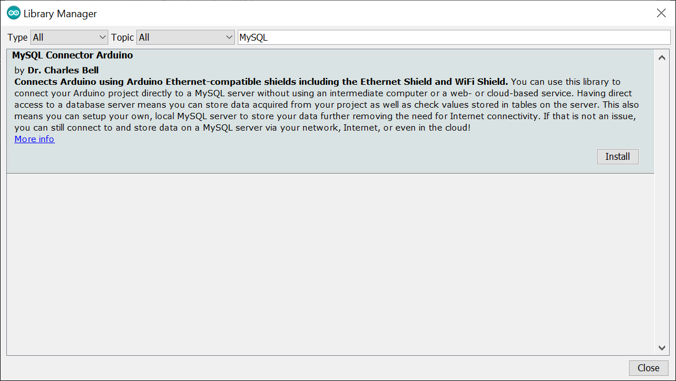 Library Manager
Type All Topic All MySQL
MySQL Connector Arduino
by Dr. Charles Bell
Connects Arduino using Arduino Ethernet-compatible shields including the Ethernet Shield and WiFi Shield. You can use this library to
connect your Arduino project directly to a MySQL server without using an intermediate computer or a web- or cloud-based service. Having direct
access to a database server means you can store data acquired from your project as well as check values stored in tables on the server. This also
means you can setup your own, local MySQL server to store your data further removing the need for Internet connectivity. If that is not an issue,
you can still connect to and store data on a MySQL server via your network, Internet, or even in the cloud!
More info
Install
Close